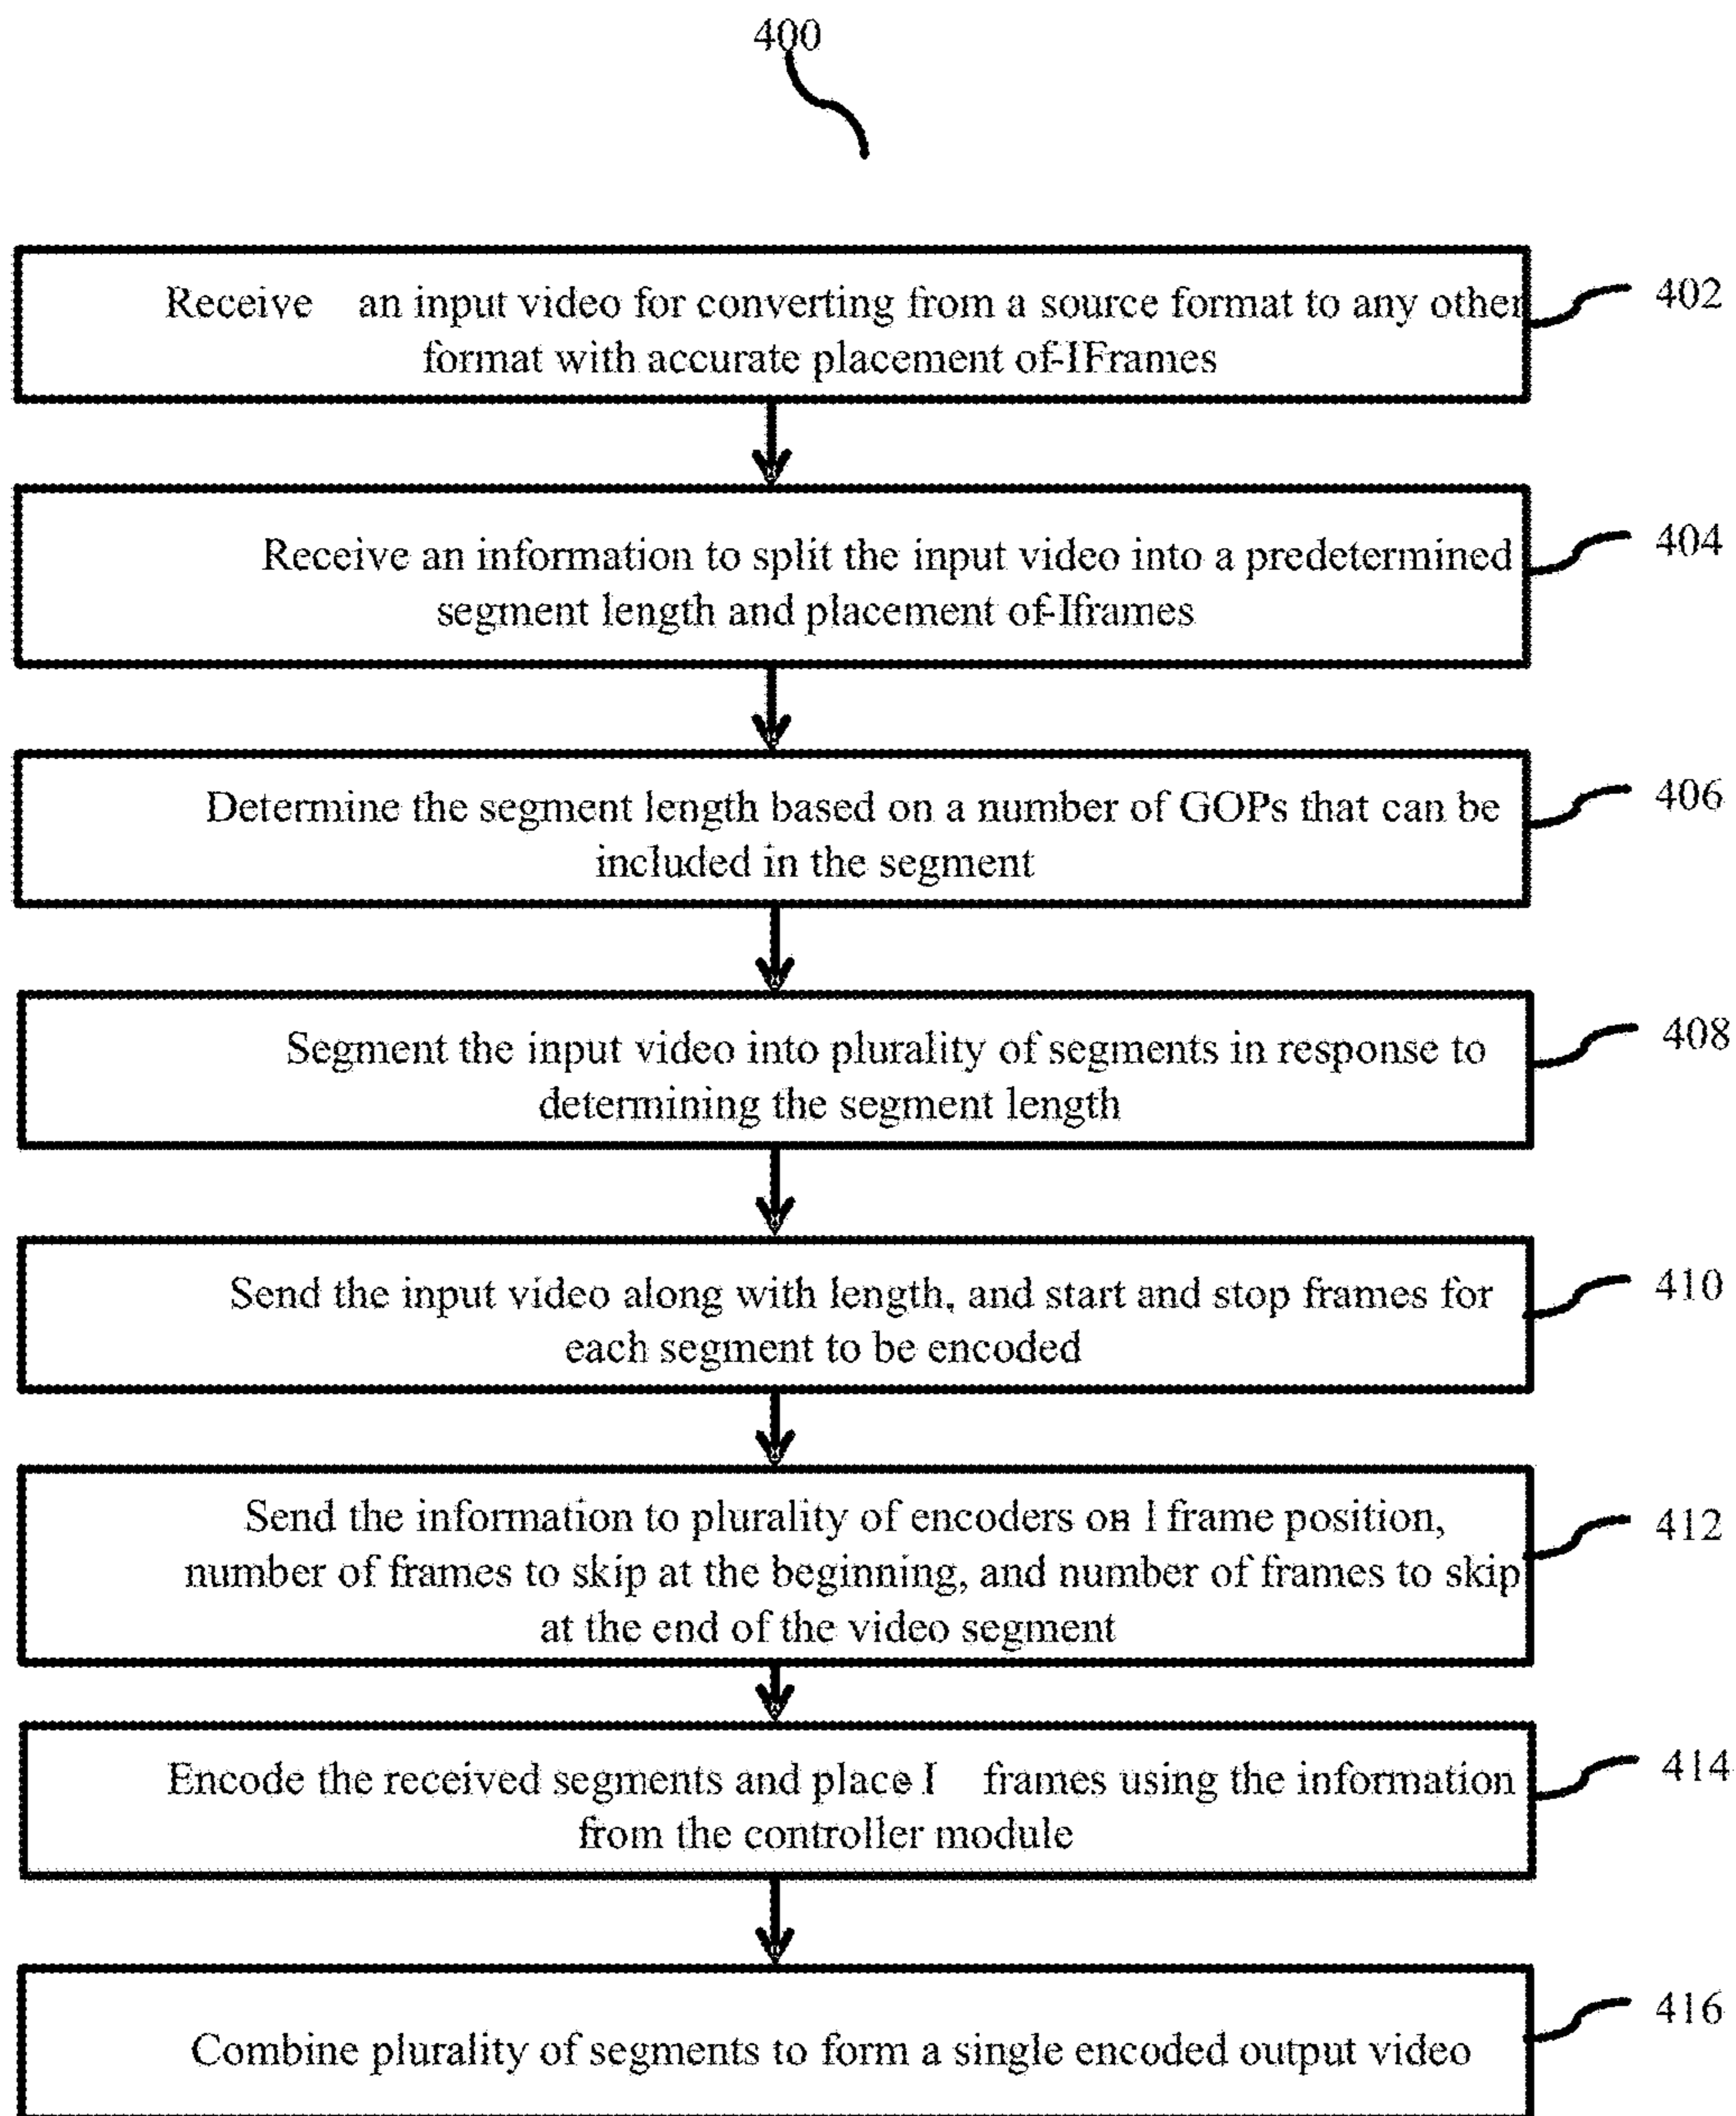 400
Receive an input video for converting from a source format to any other
format with accurate placement of-IFrames
402
Receive an information to split the input video into a predetermined
segment length and placement of-Iframes
404
Determine the segment length based on a number of GOPs that can be
included in the segment
406
Segment the input video into plurality of segments in response to
determining the segment length
408
Send the input video along with length, and start and stop frames for
each segment to be encoded
410
Send the information to plurality of encoders on I frame position,
number of frames to skip at the beginning, and number of frames to skip
at the end of the video segment
412
Encode the received segments and place I frames using the information
from the controller module
414
Combine plurality of segments to form a single encoded output video
416